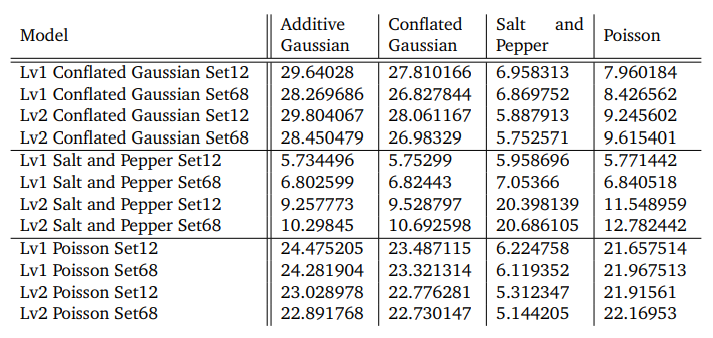 Model Additive Gaussian Conflated Gaussian Salt and Pepper Poisson
Lv1 Conflated Gaussian Set12 29.64028 27.810166 6.958313 7.960184
Lv1 Conflated Gaussian Set68 28.269686 26.827844 6.869752 8.426562
Lv2 Conflated Gaussian Set12 29.804067 28.061167 5.887913 9.245602
Lv2 Conflated Gaussian Set68 28.450479 26.98329 5.752571 9.615401
Lv1 Salt and Pepper Set12 5.734496 5.75299 5.958696 5.771442
Lv1 Salt and Pepper Set68 6.802599 6.82443 7.05366 6.840518
Lv2 Salt and Pepper Set12 9.257773 9.528797 20.398139 11.548959
Lv2 Salt and Pepper Set68 10.29845 10.692598 20.686105 12.782442
Lv1 Poisson Set12 24.475205 23.487115 6.224758 21.657514
Lv1 Poisson Set68 24.281904 23.321314 6.119352 21.967513
Lv2 Poisson Set12 23.028978 22.776281 5.312347 21.91561
Lv2 Poisson Set68 22.891768 22.730147 5.144205 22.16953